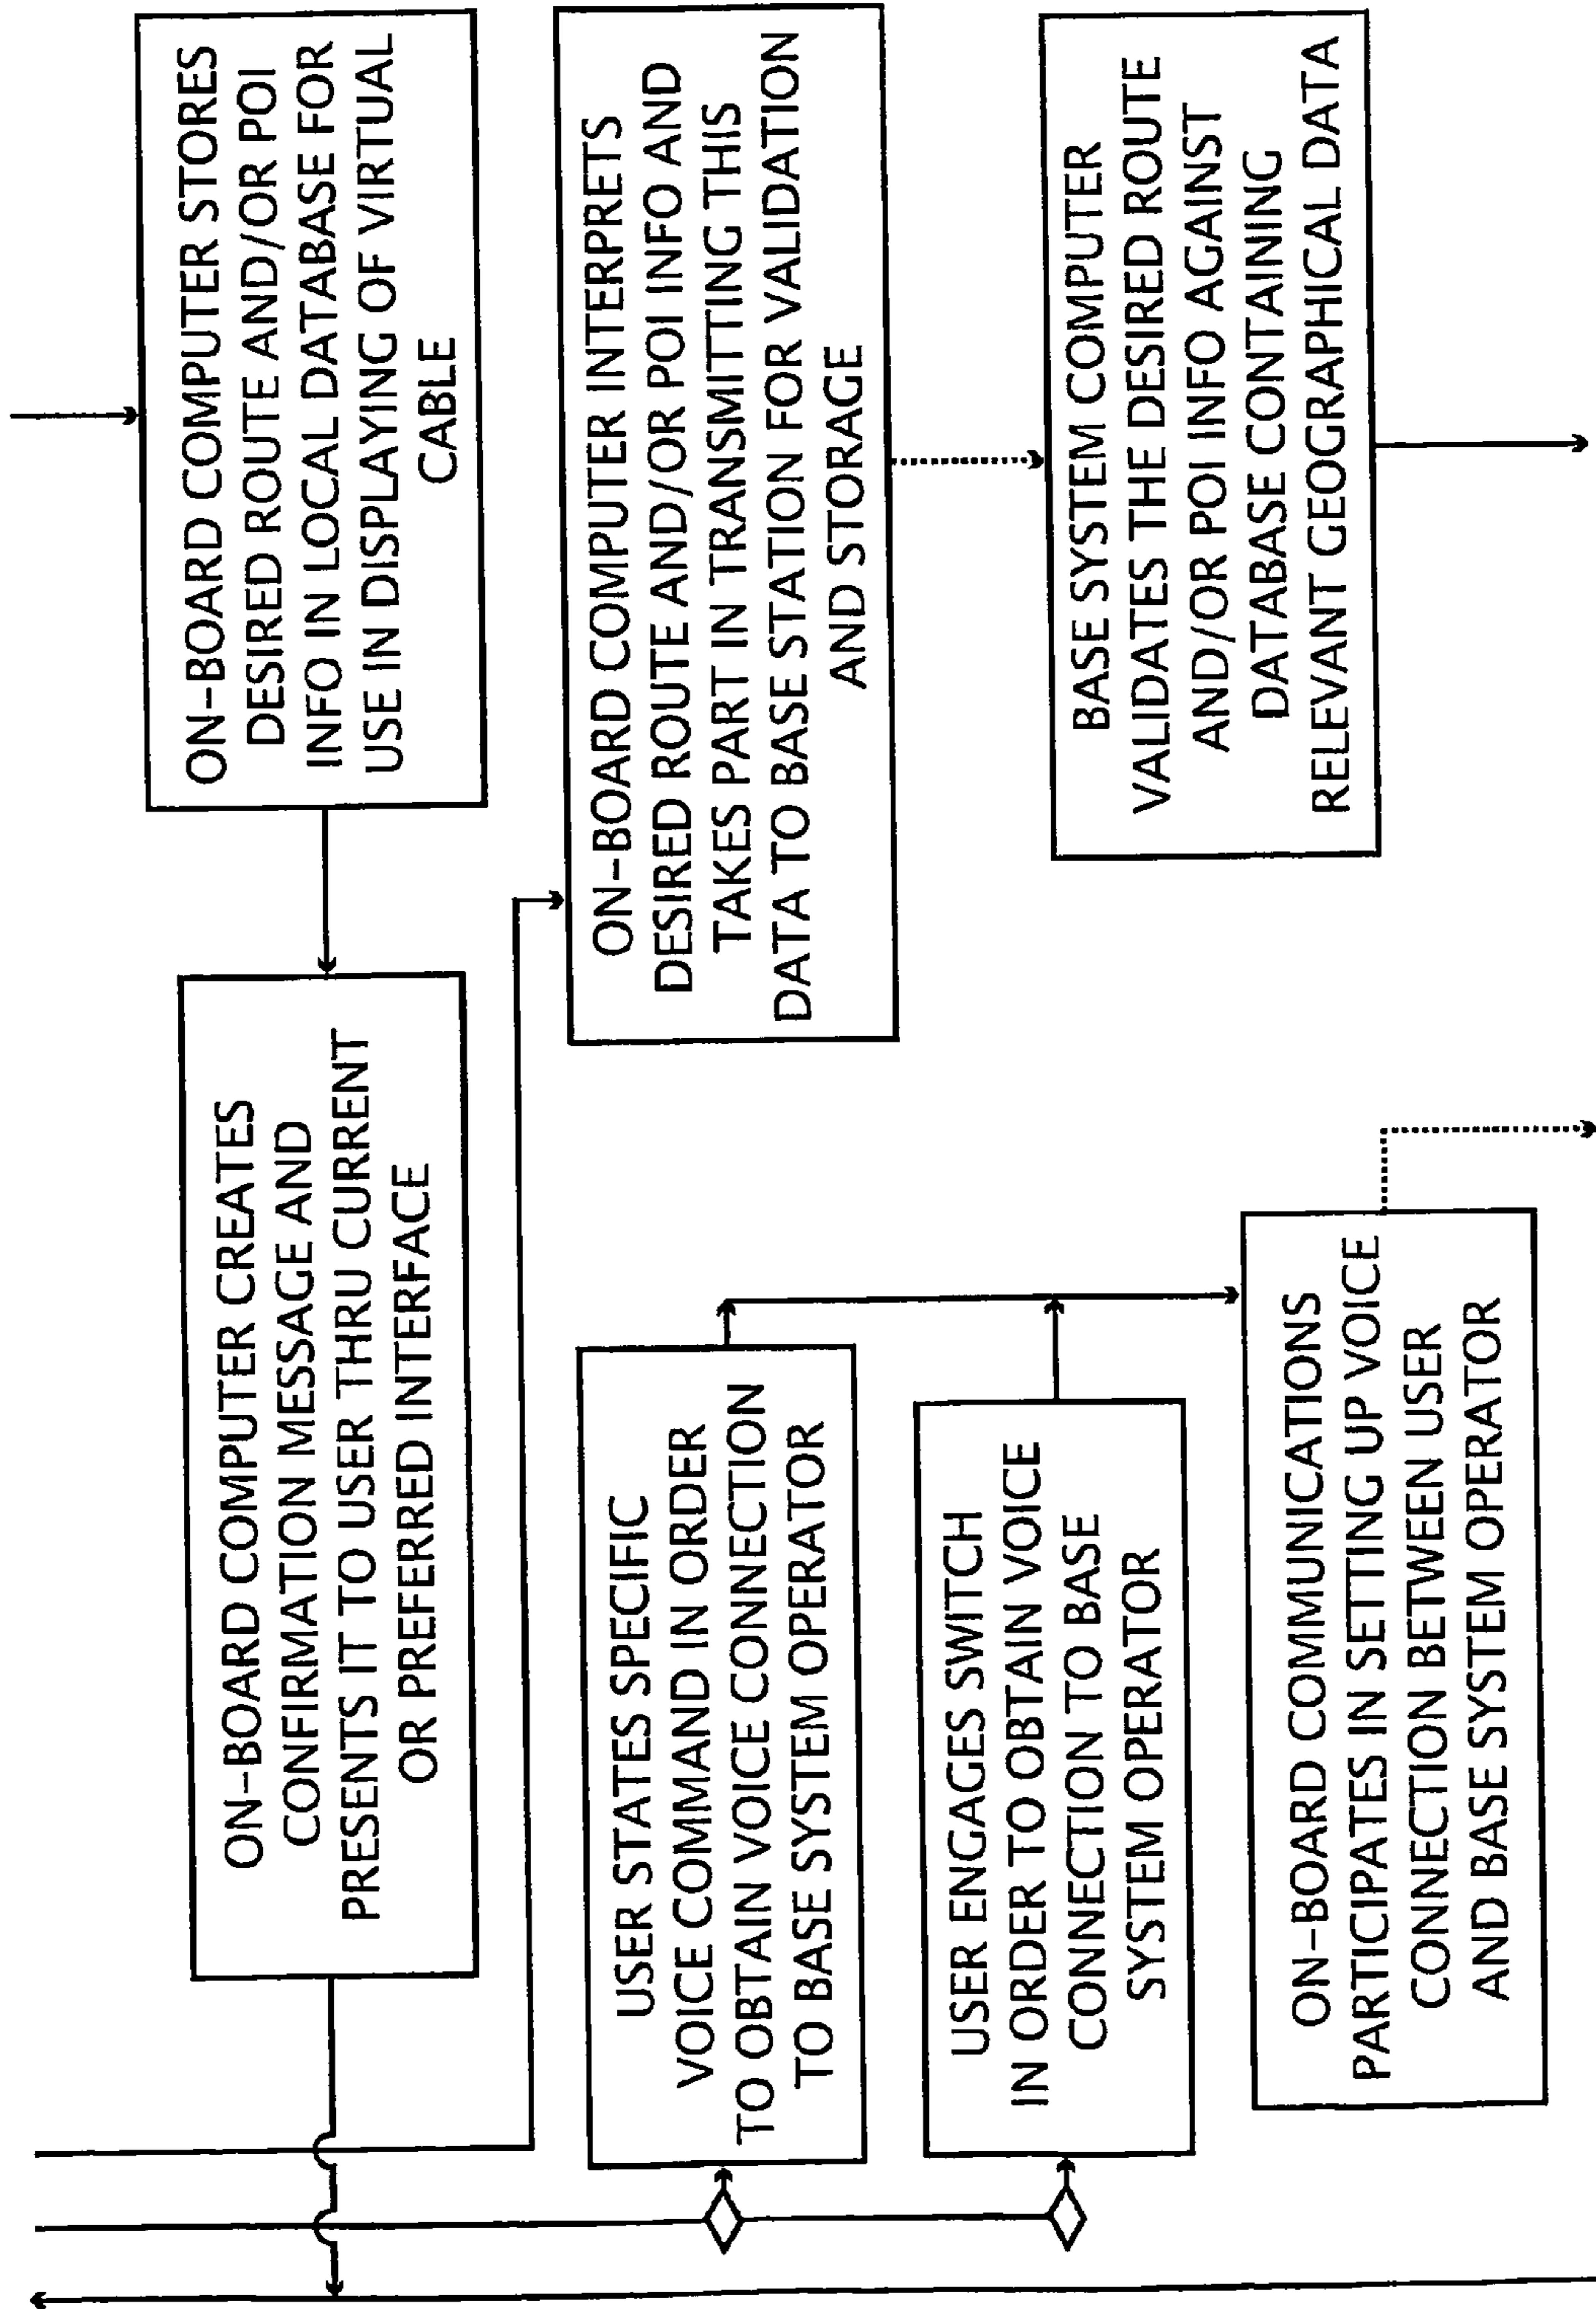 ON-BOARD COMPUTER CREATES
CONFIRMATION MESSAGE AND
PRESENTS IT TO USER THRU CURRENT
OR PREFERRED INTERFACE
ON-BOARD COMPUTER STORES
DESIRED ROUTE AND/OR POI
INFO IN LOCAL DATABASE FOR
USE IN DISPLAYING OF VIRTUAL
CABLE
USER STATES SPECIFIC
VOICE COMMAND IN ORDER
TO OBTAIN VOICE CONNECTION
TO BASE SYSTEM OPERATOR
ON-BOARD COMPUTER INTERPRETS
DESIRED ROUTE AND/OR POI INFO AND
TAKES PART IN TRANSMITTING THIS
DATA TO BASE STATION FOR VALIDATION
AND STORAGE
USER ENGAGES SWITCH
IN ORDER TO OBTAIN VOICE
CONNECTION TO BASE
SYSTEM OPERATOR
BASE SYSTEM COMPUTER
VALIDATES THE DESIRED ROUTE
AND/OR POI INFO AGAINST
DATABASE CONTAINING
RELEVANT GEOGRAPHICAL DATA
ON-BOARD COMMUNICATIONS
PARTICIPATES IN SETTING UP VOICE
CONNECTION BETWEEN USER
AND BASE SYSTEM OPERATOR